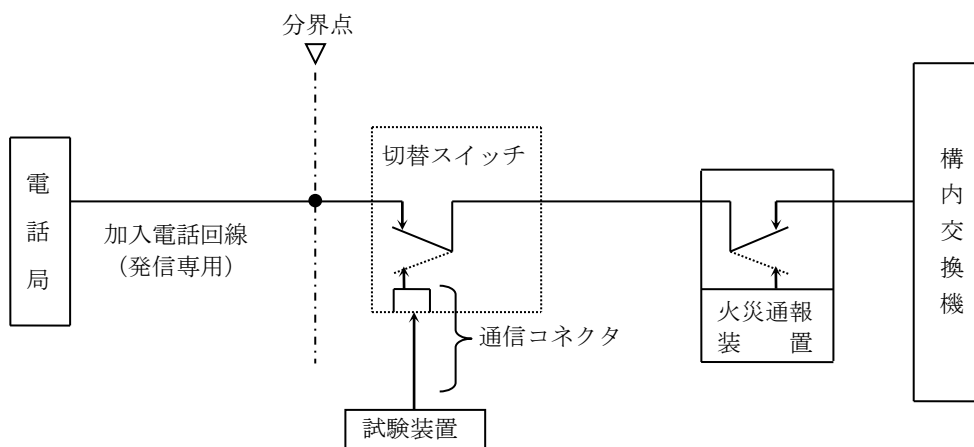 分界点
電話局
加入電話回線
（発信専用）
切替スイッチ
通信コネクタ
試験装置
火災通報
装置
構内交換機